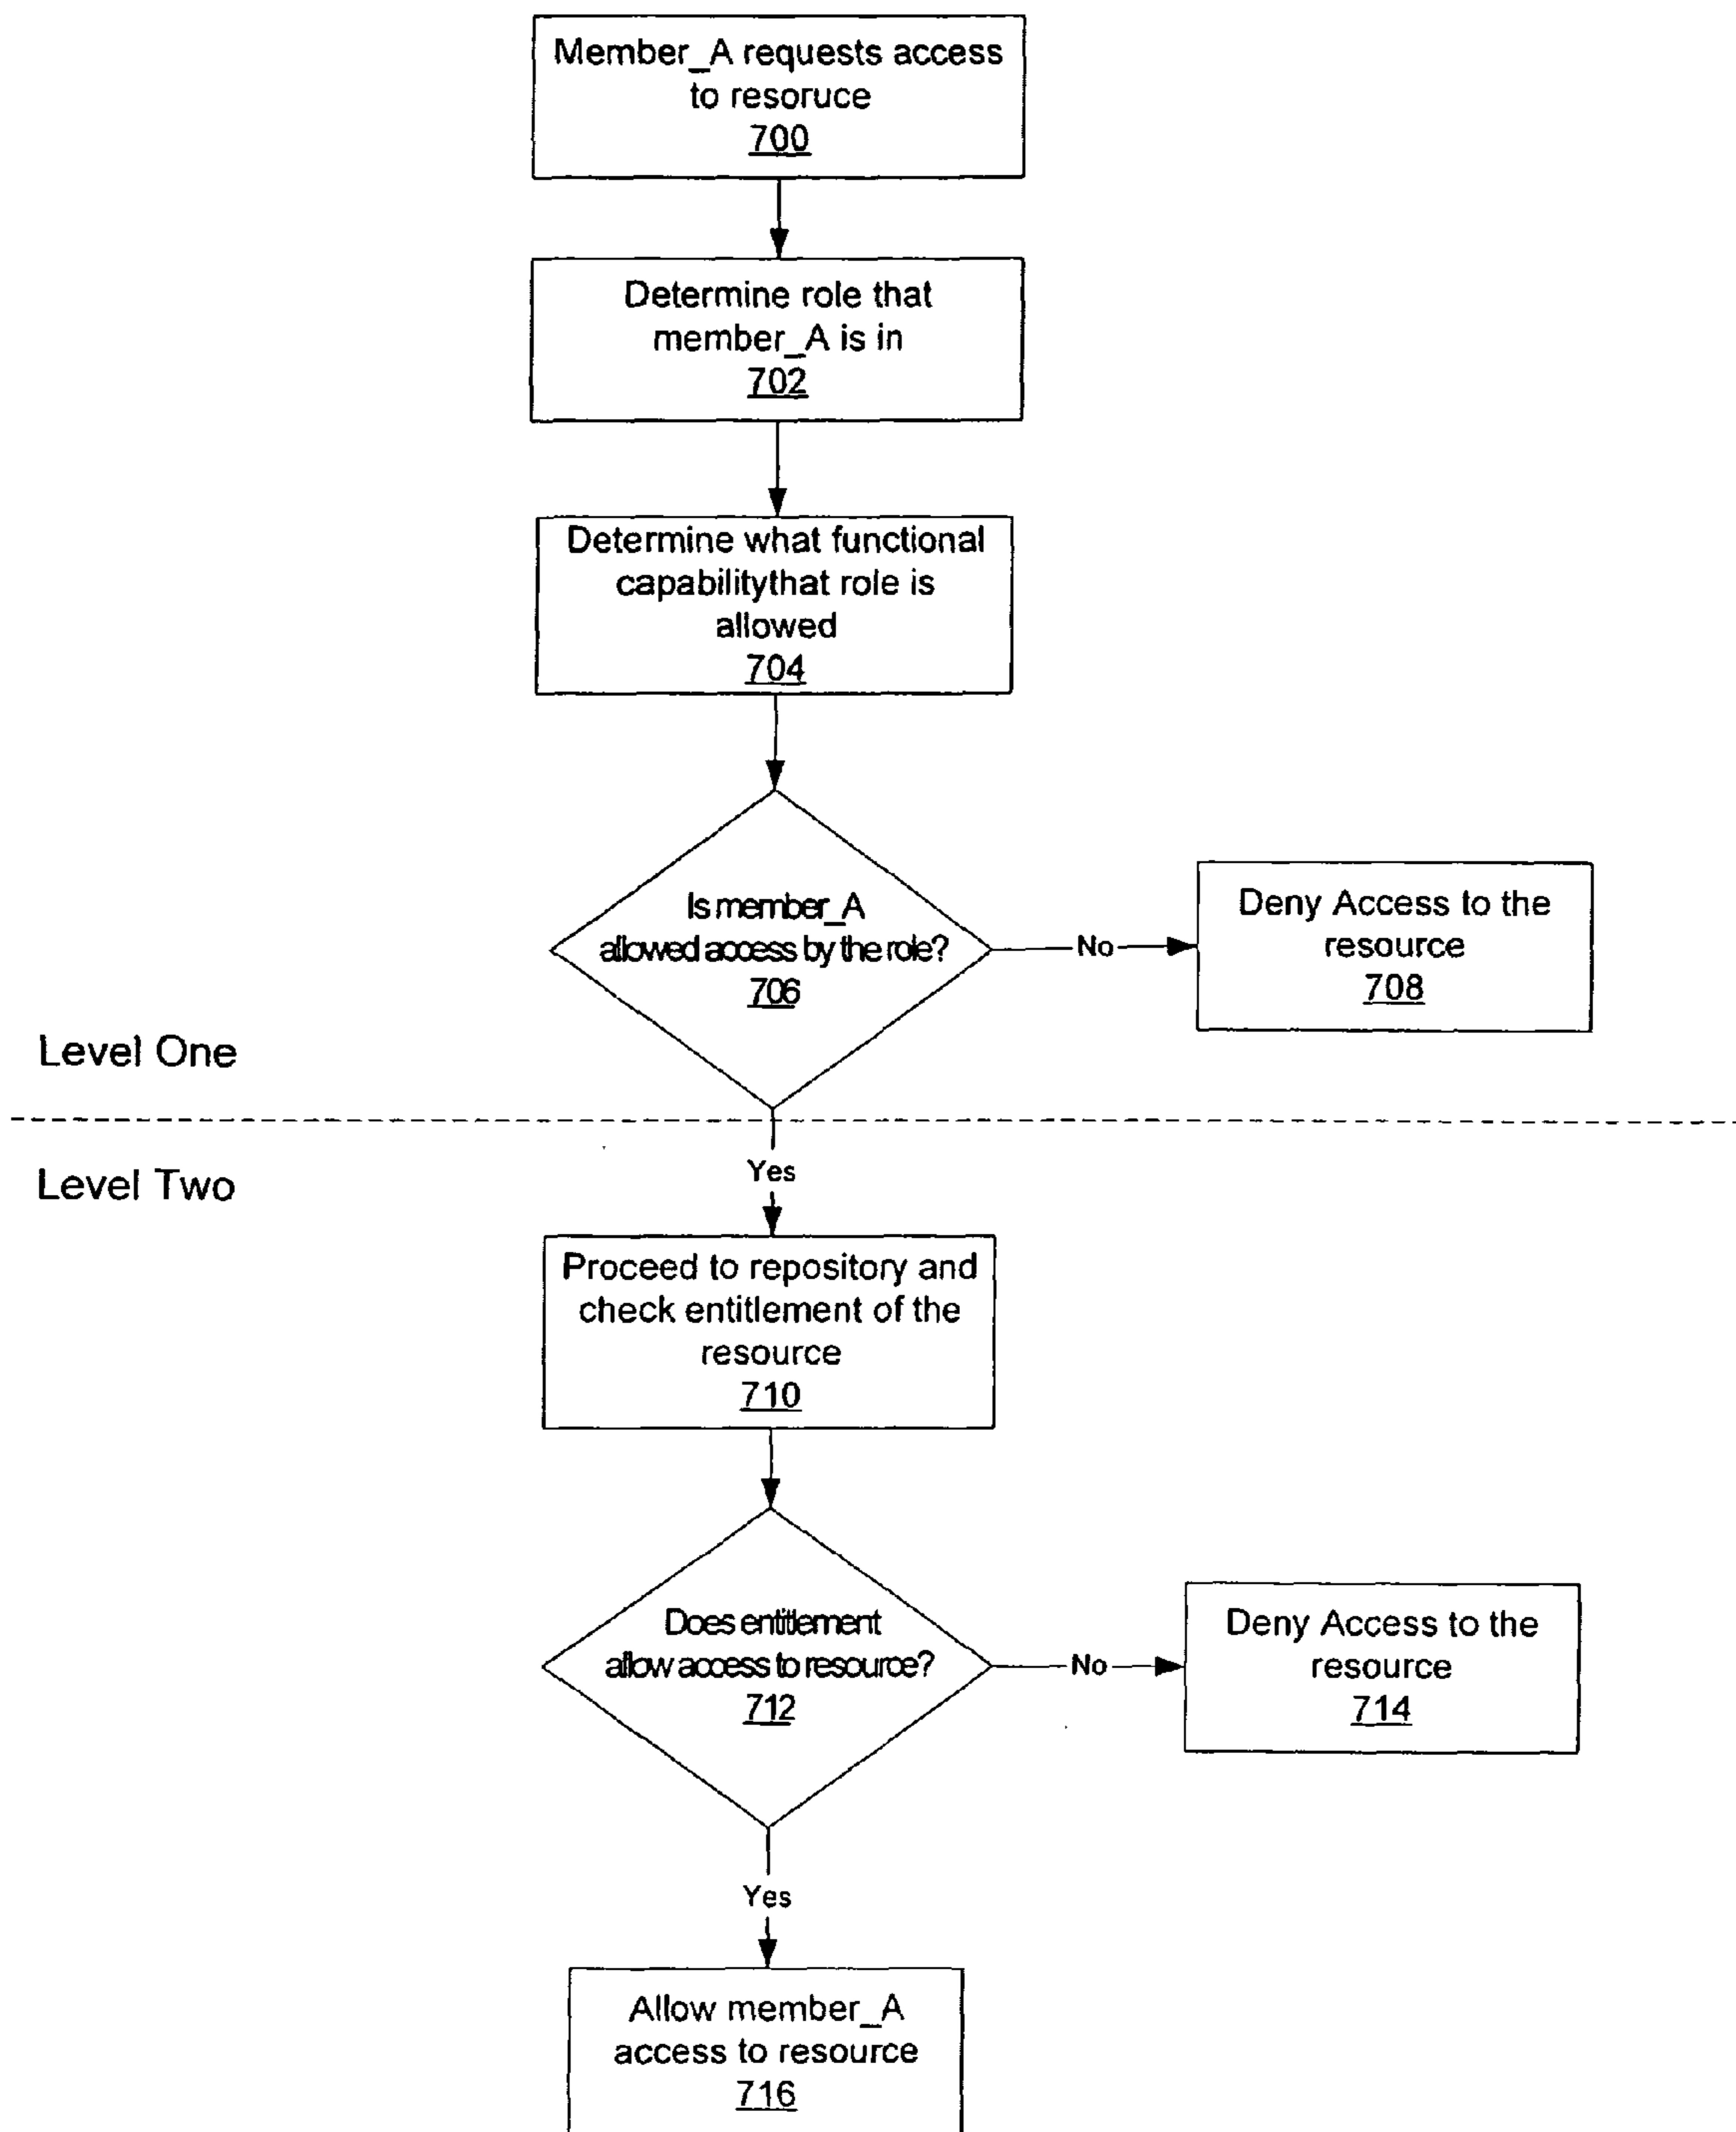 Member_A requests access
to resoruce
700
Determine role that
member_A is in
702
Determine what functional
capabilitythat role is
allowed
704
Is member_A
allowed access by the role?
706
No
Deny Access to the
resource
708
Level One
Yes
Level Two
Proceed to repository and
check entitlement of the
resource
710
Does entitlement
allow access to resource?
712
No
Deny Access to the
resource
714
Yes
Allow member_A
access to resource
716